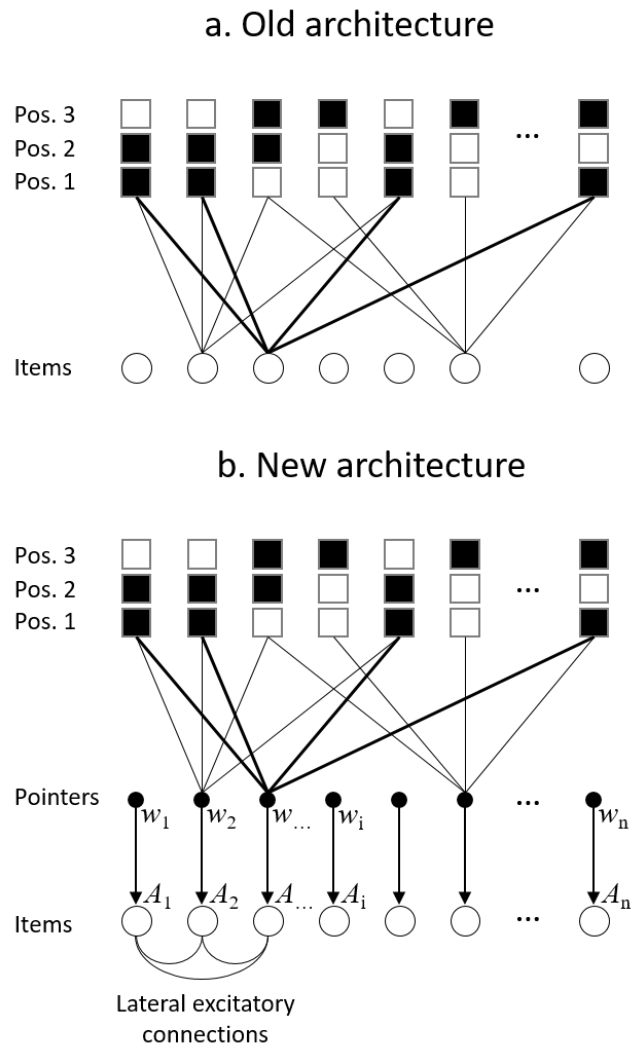 a. Old architecture
Pos. 3
Pos. 2
...
Pos. 1
Items
b. New architecture
Pos. 3
Pos. 2
...
Pos. 1
Pointers
w1 w2 w... wi ... wn
A1 A2 A... Ai An
Items ...
Lateral excitatory
connections